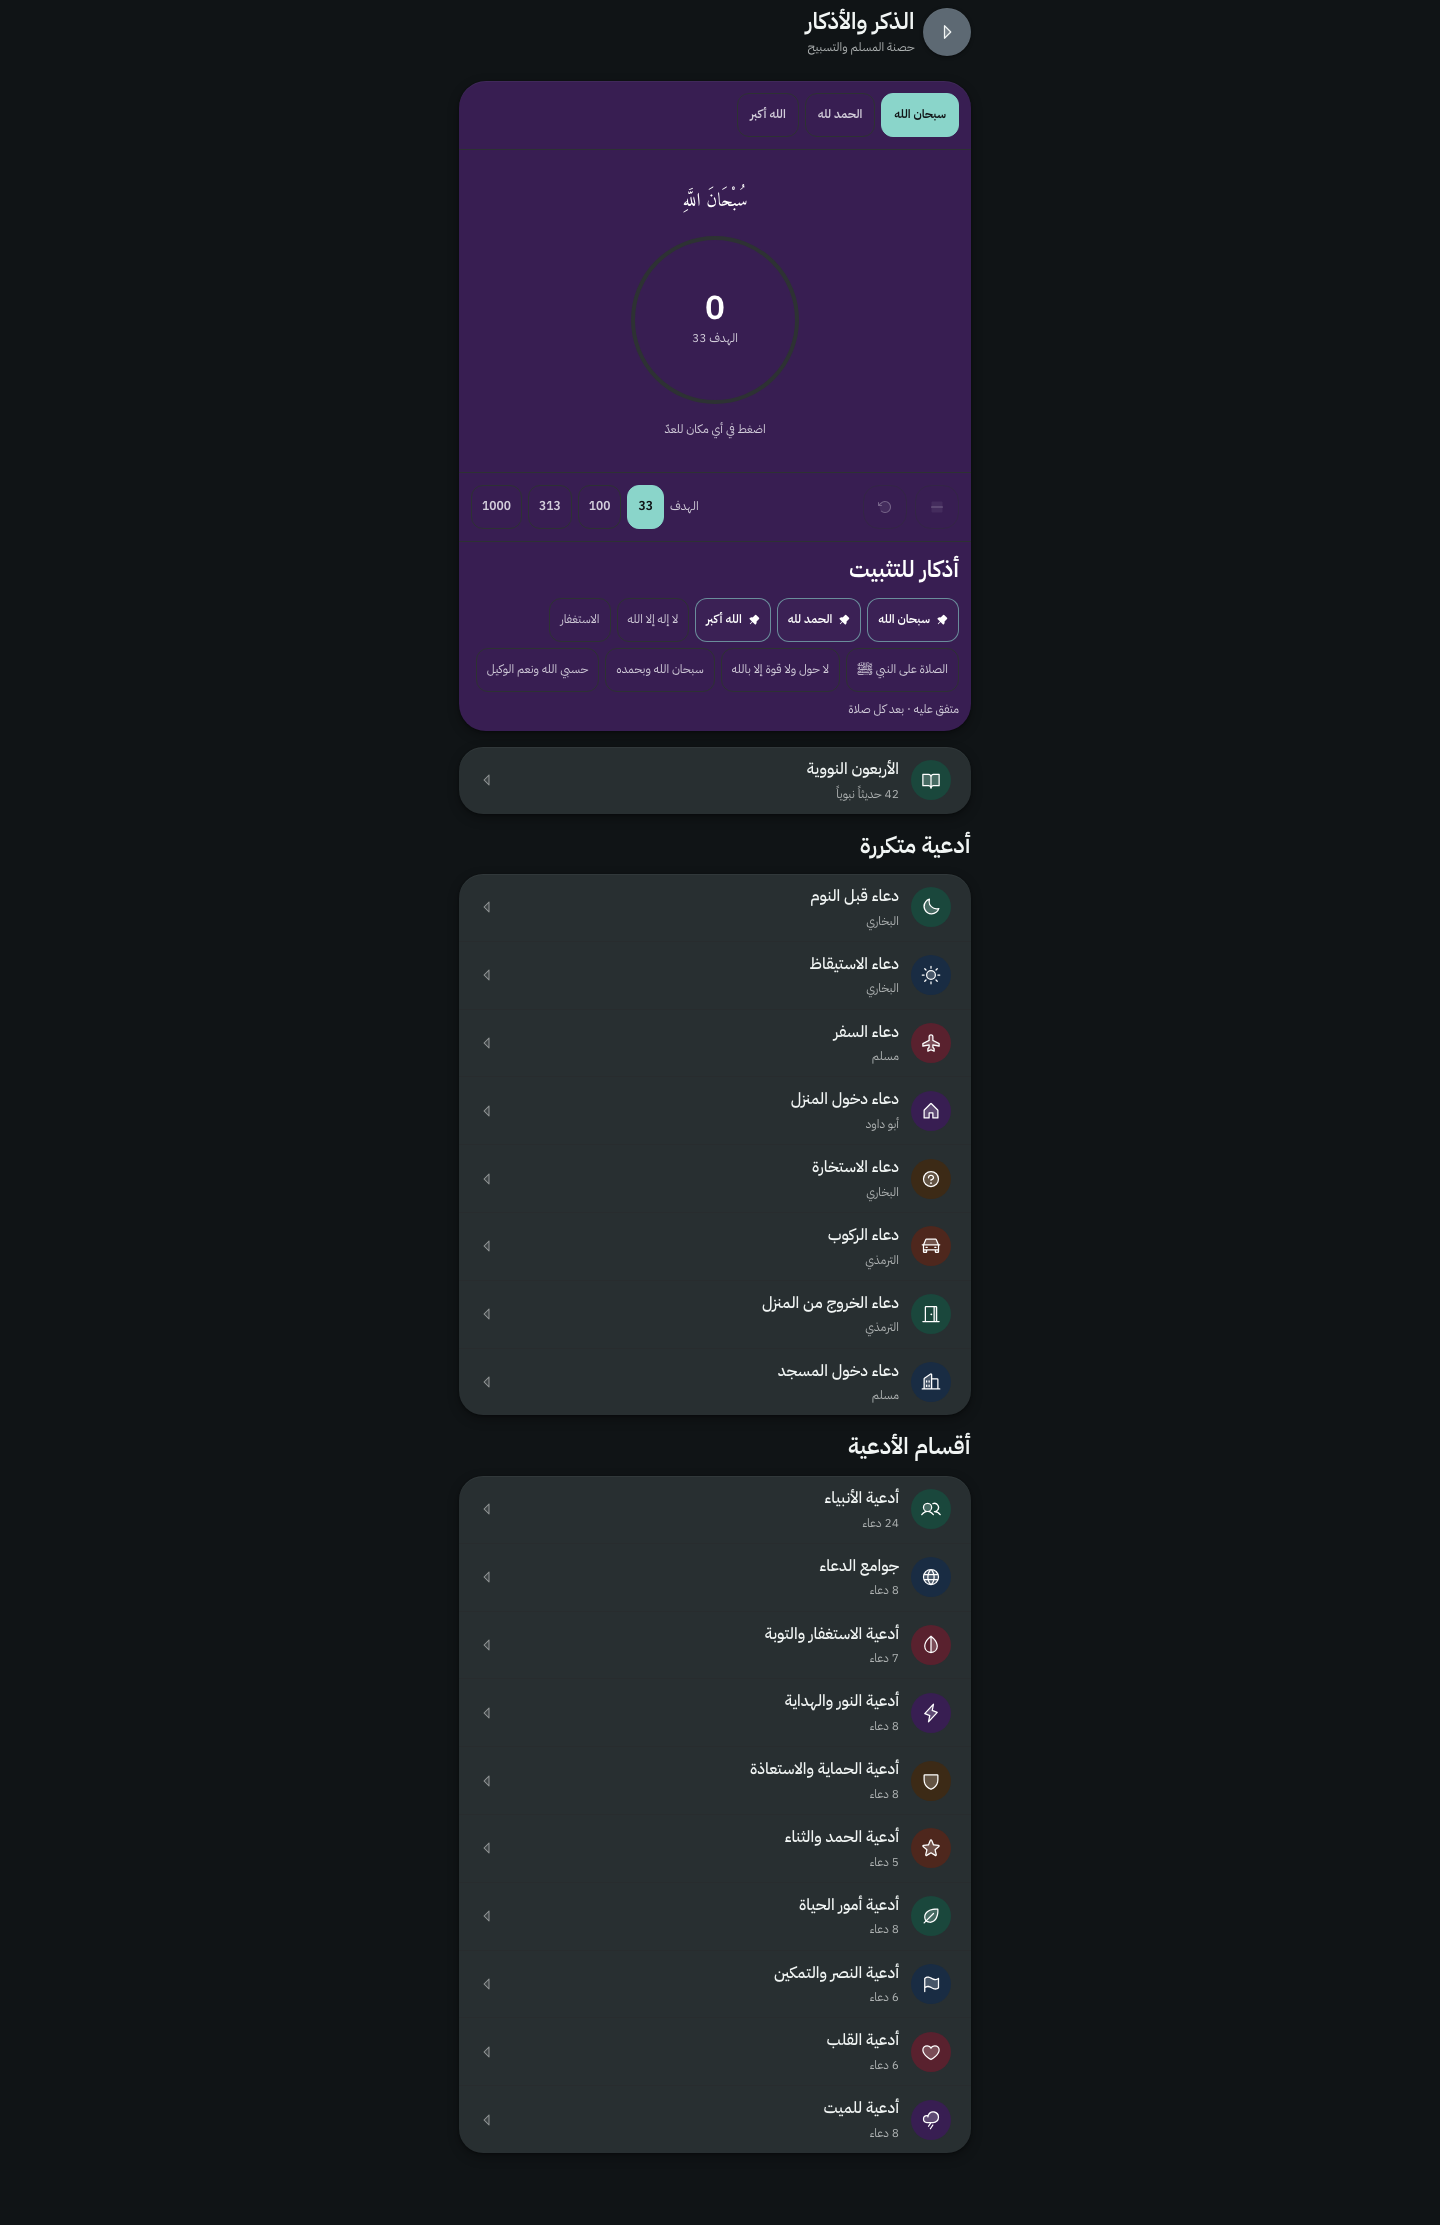 الذكر والأذكار
حصنة المسلم والتسبيح
سبحان الله
الحمد لله
الله أكبر
سُبْحَانَ اللَّهِ
0
الهدف 33
اضغط في أي مكان للعدّ
الهدف
33
100
313
1000
أذكار للتثبيت
سبحان الله
الحمد لله
الله أكبر
لا إله إلا الله
الاستغفار
الصلاة على النبي ﷺ
لا حول ولا قوة إلا بالله
سبحان الله وبحمده
حسبي الله ونعم الوكيل
متفق عليه · بعد كل صلاة
الأربعون النووية
42 حديثاً نبوياً
أدعية متكررة
دعاء قبل النوم
البخاري
دعاء الاستيقاظ
البخاري
دعاء السفر
مسلم
دعاء دخول المنزل
أبو داود
دعاء الاستخارة
البخاري
دعاء الركوب
الترمذي
دعاء الخروج من المنزل
الترمذي
دعاء دخول المسجد
مسلم
أقسام الأدعية
أدعية الأنبياء
24 دعاء
جوامع الدعاء
8 دعاء
أدعية الاستغفار والتوبة
7 دعاء
أدعية النور والهداية
8 دعاء
أدعية الحماية والاستعاذة
8 دعاء
أدعية الحمد والثناء
5 دعاء
أدعية أمور الحياة
8 دعاء
أدعية النصر والتمكين
6 دعاء
أدعية القلب
6 دعاء
أدعية للميت
8 دعاء